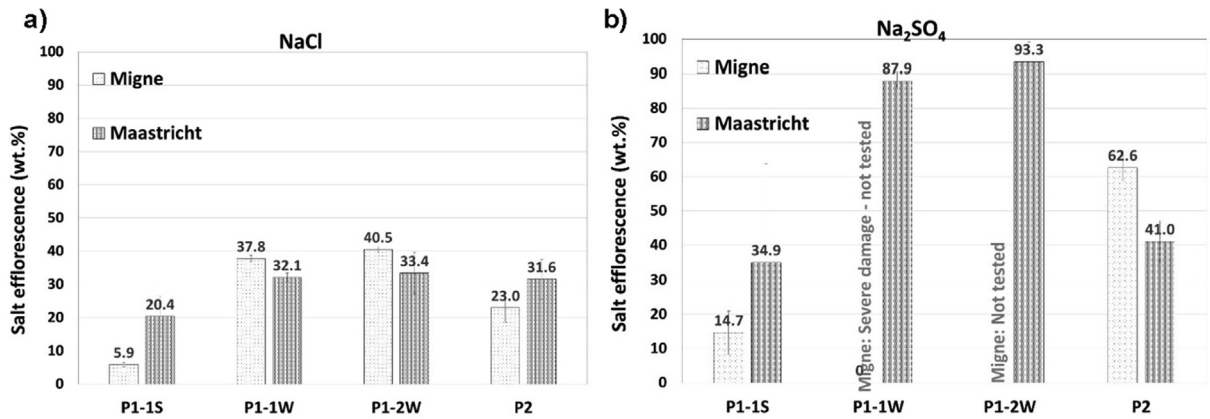 a)
NaCl
Salt efflorescence (wt.%)
100
90
80
70
60
50
40
30
20
10
0
Migne
Maastricht
5.9
20.4
37.8
32.1
40.5
33.4
23.0
31.6
P1-1S
P1-1W
P1-2W
P2
b)
Na₂SO₄
Salt efflorescence (wt.%)
100
90
80
70
60
50
40
30
20
10
0
Migne
Maastricht
14.7
34.9
0
Migne: Severe damage - not tested
87.9
Migne: Not tested
93.3
62.6
41.0
P1-1S
P1-1W
P1-2W
P2